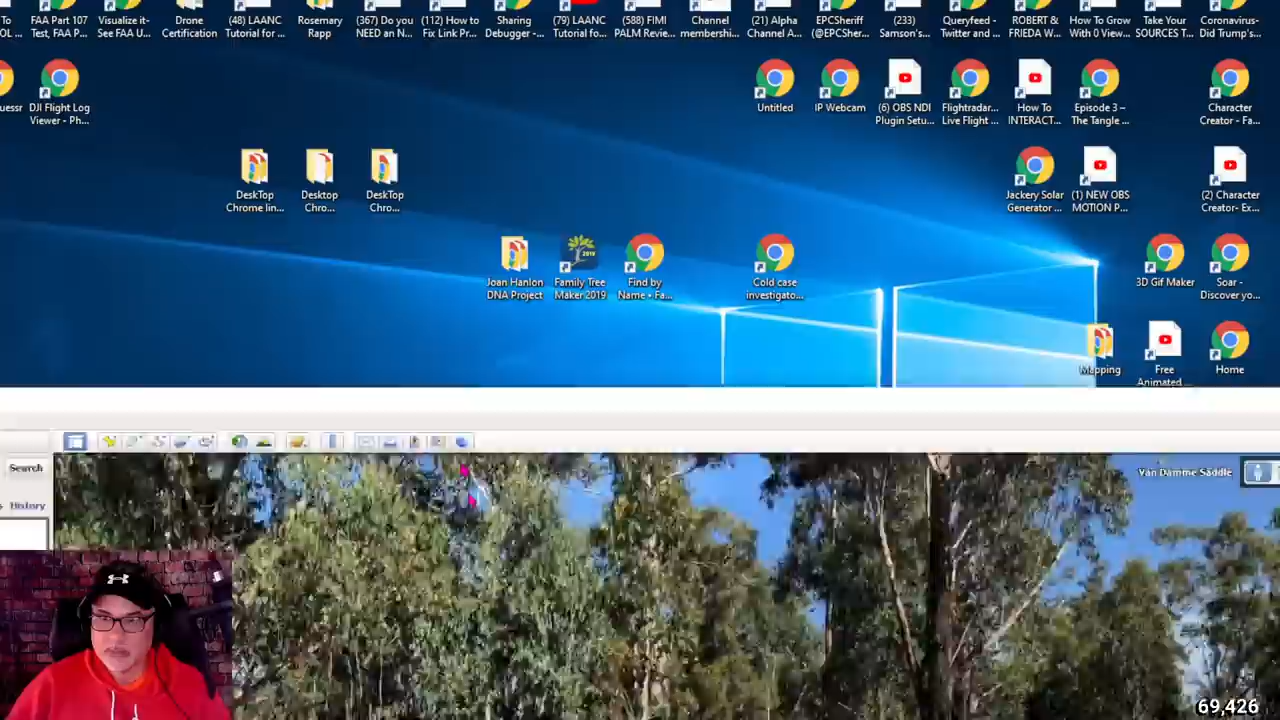 To
FAA Part 107
Test, FAA P...
Visualize it-
See FAA U...
Drone
Certification
(48) LAANC
Tutorial for ...
Rosemary
Rapp
(367) Do you
NEED an N...
(112) How to
Fix Link Pr...
Sharing
Debugger -...
(79) LAANC
Tutorial fo...
(588) FIMI
PALM Revie...
Channel
membershi...
(21) Alpha
Channel A...
EPCSheriff
(@EPCSher...
(233)
Samson's...
Queryfeed -
Twitter and ...
ROBERT &
FRIEDA W...
How To Grow
With 0 View...
Take Your
SOURCES T...
Coronavirus-
Did Trump's...
uessr
DJI Flight Log
Viewer - Ph...
Untitled
IP Webcam
(6) OBS NDI
Plugin Setu...
Flightradar...
Live Flight ...
How To
INTERACT...
Episode 3 –
The Tangle ...
Character
Creator - Fa...
DeskTop
Chrome lin...
Desktop
Chro...
DeskTop
Chro...
Jackery Solar
Generator ...
(1) NEW OBS
MOTION P...
(2) Character
Creator- Ex...
Joan Hanlon
DNA Project
2019
Family Tree
Maker 2019
Find by
Name • Fa...
Cold case
investigato...
3D Gif Maker
Soar -
Discover yo...
Mapping
Free
Animated...
Home
Search
History
Van Damme Saddle
69,426